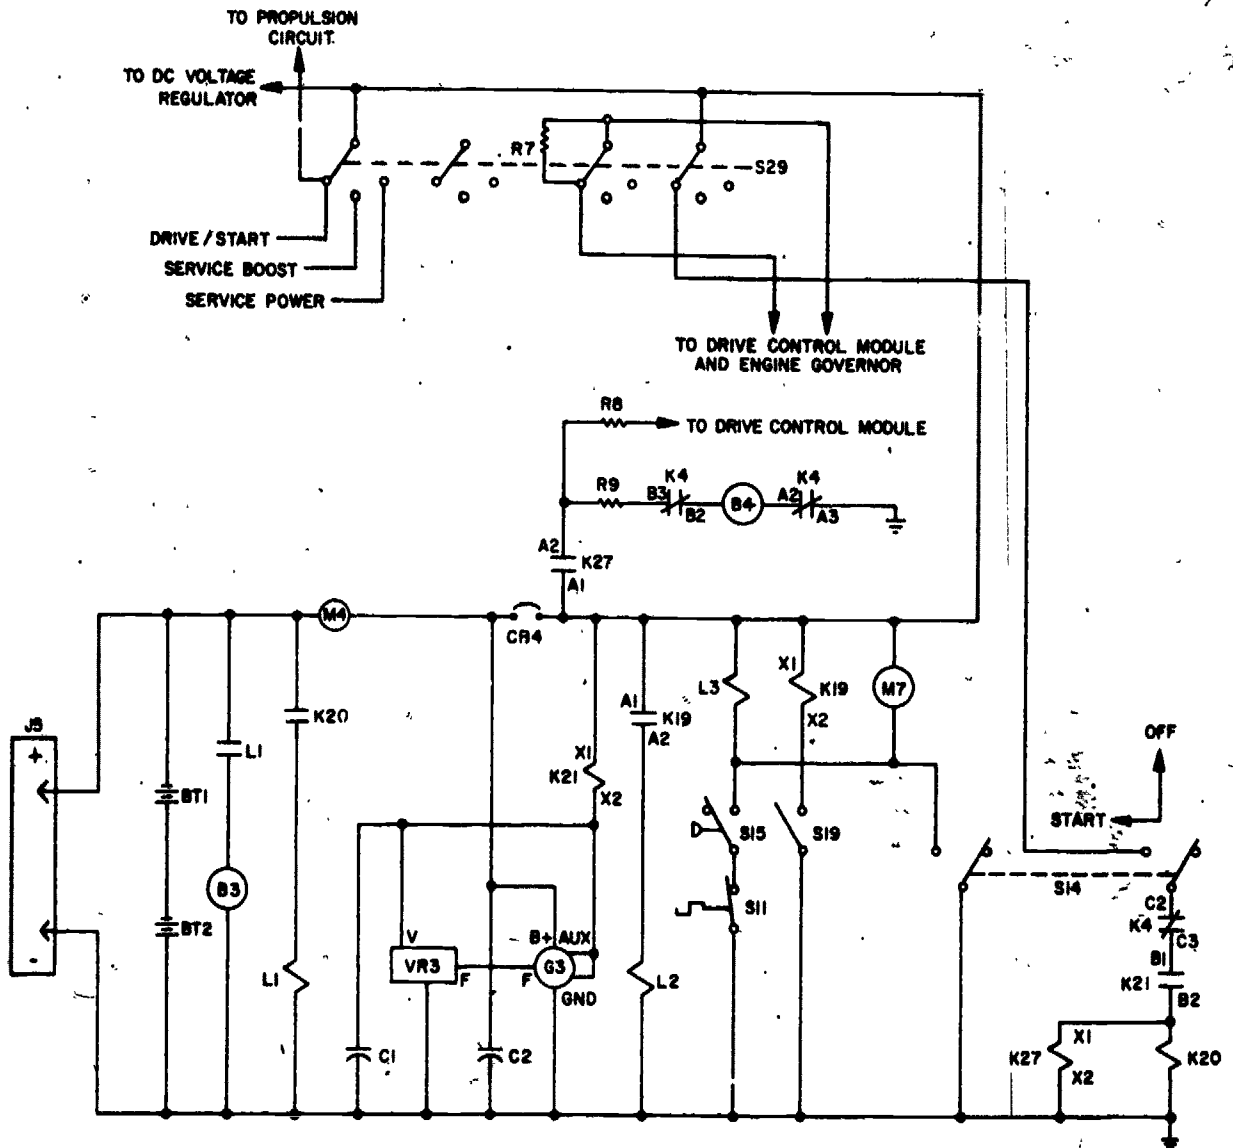 TO PROPULSION
CIRCUIT.
TO DC VOLTAGE
REGULATOR
R7
S29
DRIVE/START
SERVICE BOOST
SERVICE POWER
TO DRIVE CONTROL MODULE
AND ENGINE GOVERNOR
R8
TO DRIVE CONTROL MODULE
R9
K4
B3
B2
B4
K4
A2
A3
A2
K27
A1
M4
CB4
X1
L3
K19
X2
M7
A1
K19
A2
J5
+
K20
L1
OFF
X1
K21
X2
BT1
START
S15
S19
S14
B3
S11
C2
K4
C3
BT2
V
B+
AUX
VR3
F
F
G3
GND
B1
K21
B2
-
L1
L2
C1
C2
X1
K27
X2
K20